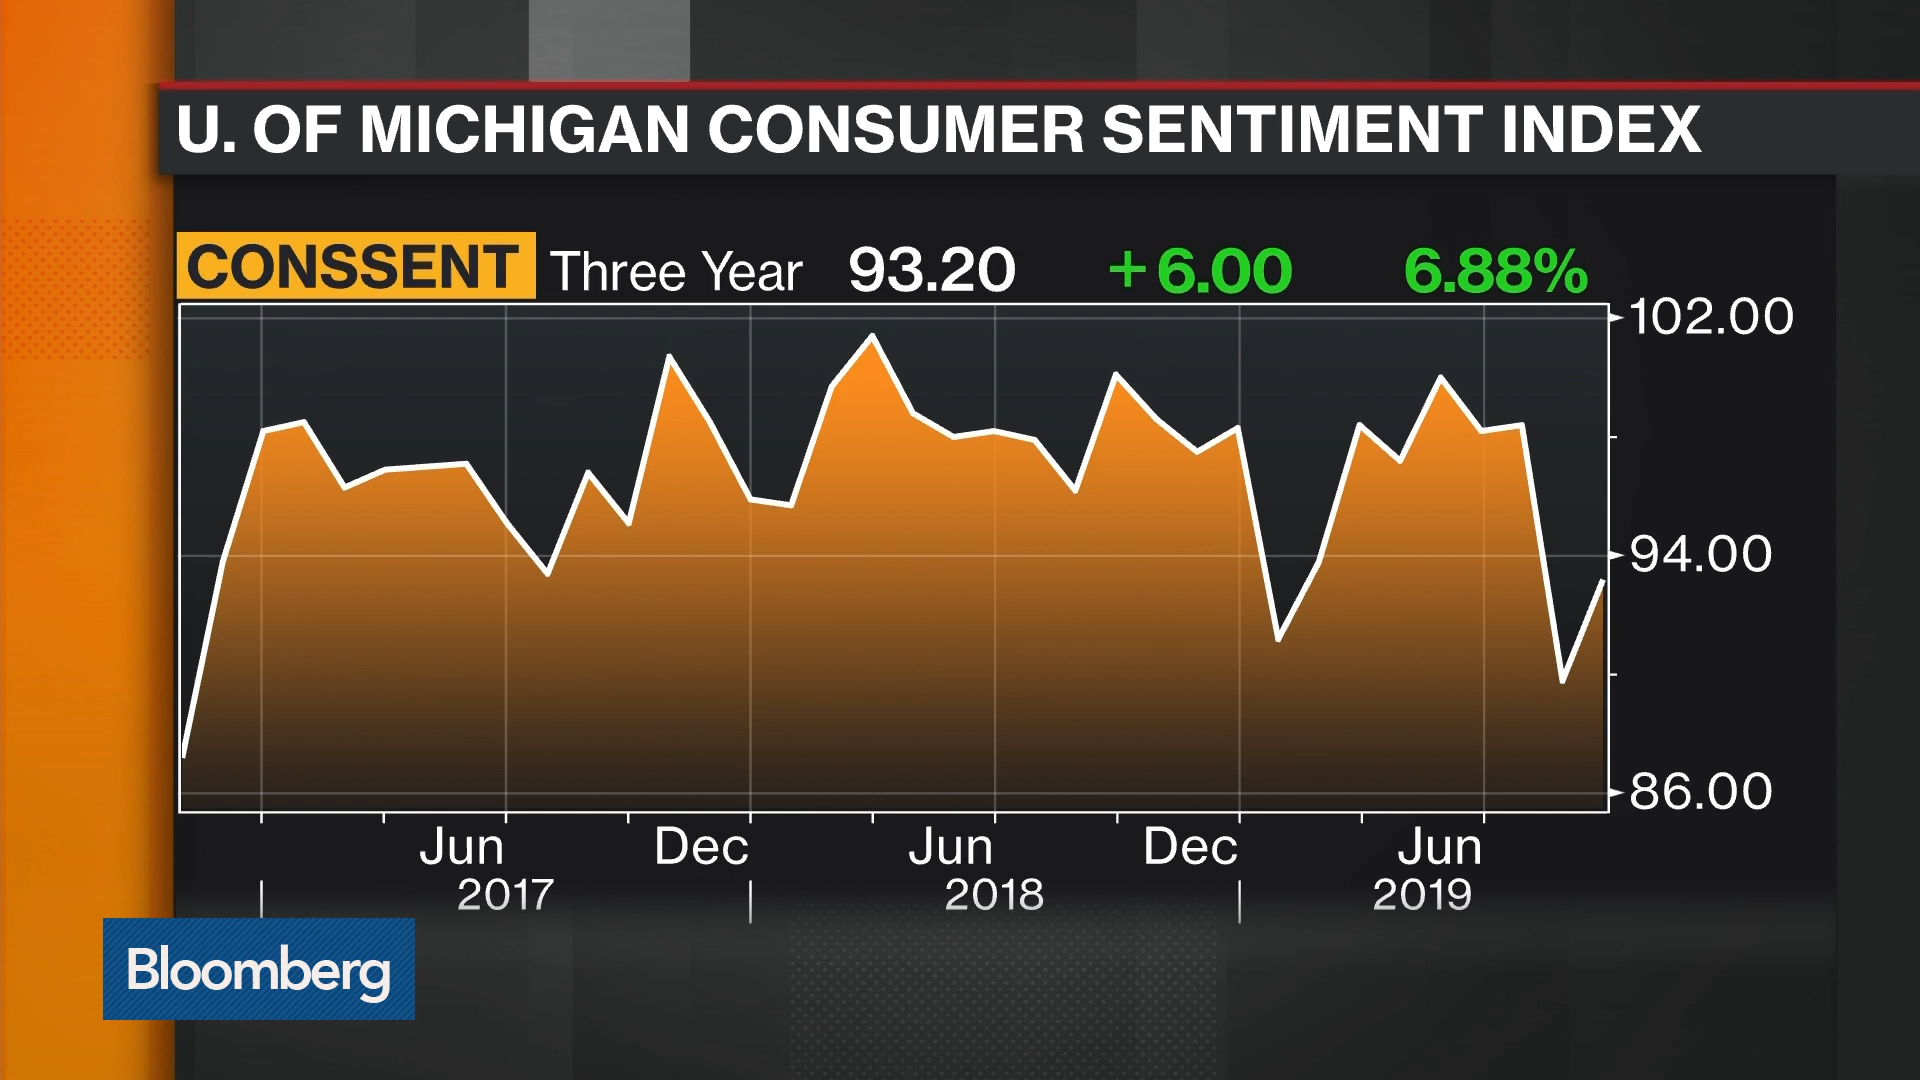 U. OF MICHIGAN CONSUMER SENTIMENT INDEX
CONSSENT Three Year 93.20 +6.00 6.88%
102.00
94.00
86.00
Jun Dec Jun Dec Jun
2017 2018 2019
Bloomberg